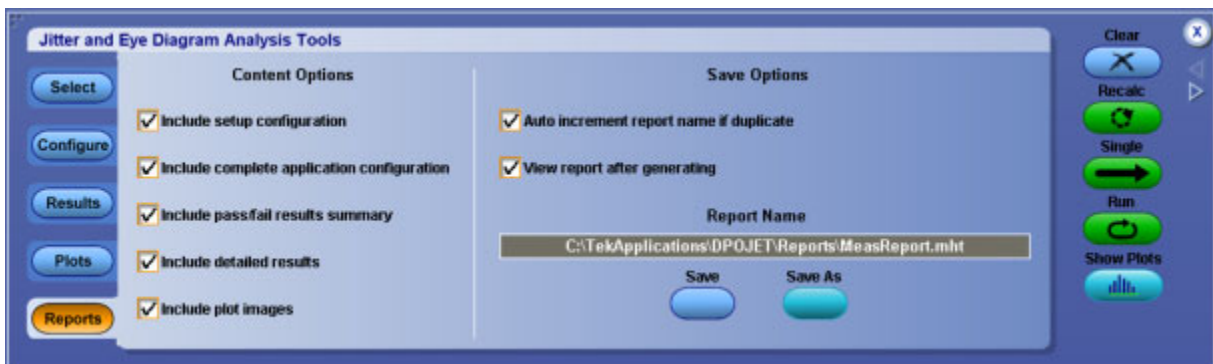 Jitter and Eye Diagram Analysis Tools
Select
Configure
Results
Plots
Reports
Content Options
Include setup configuration
Include complete application configuration
Include pass/fail results summary
Include detailed results
Include plot images
Save Options
Auto increment report name if duplicate
View report after generating
Report Name
C:\TekApplications\DPOJET\Reports\MeasReport.mht
Save
Save As
Clear
Recalc
Single
Run
Show Plots
X